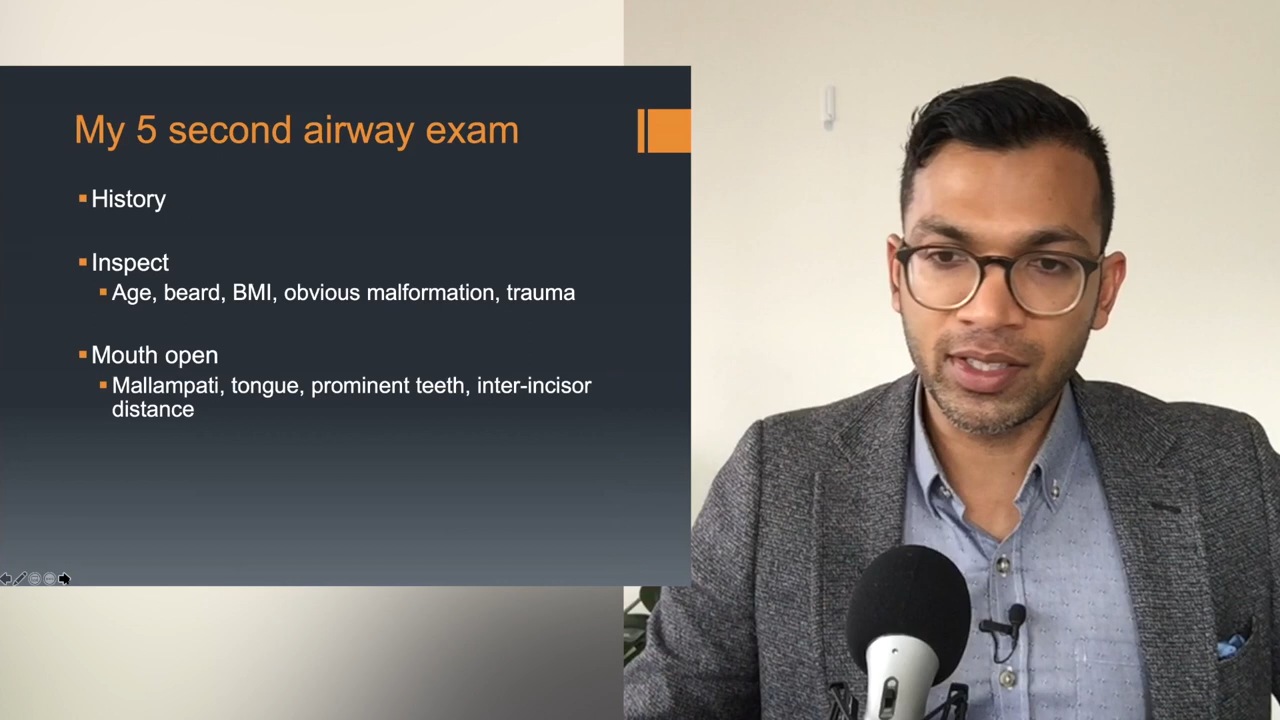 My 5 second airway exam
History
Inspect
Age, beard, BMI, obvious malformation, trauma
Mouth open
Mallampati, tongue, prominent teeth, inter-incisor
distance